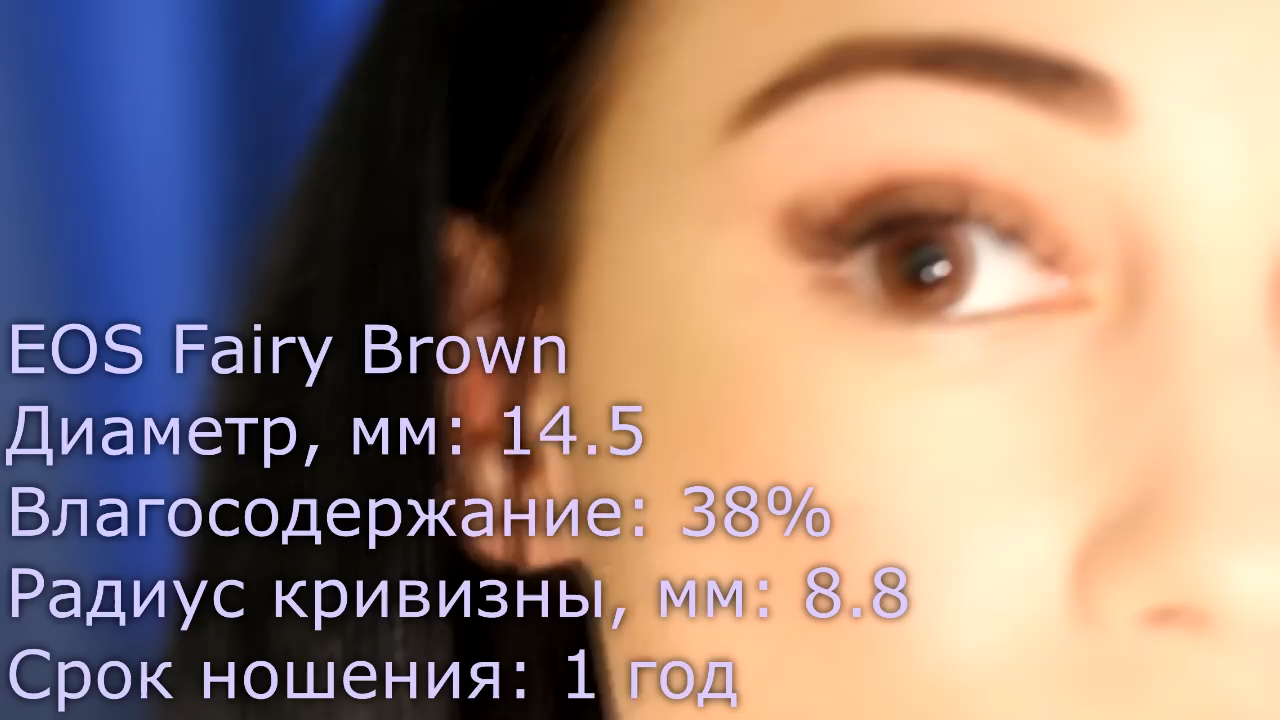 EOS Fairy Brown
Диаметр, мм: 14.5
Влагосодержание: 38%
Радиус кривизны, мм: 8.8
Срок ношения: 1 год